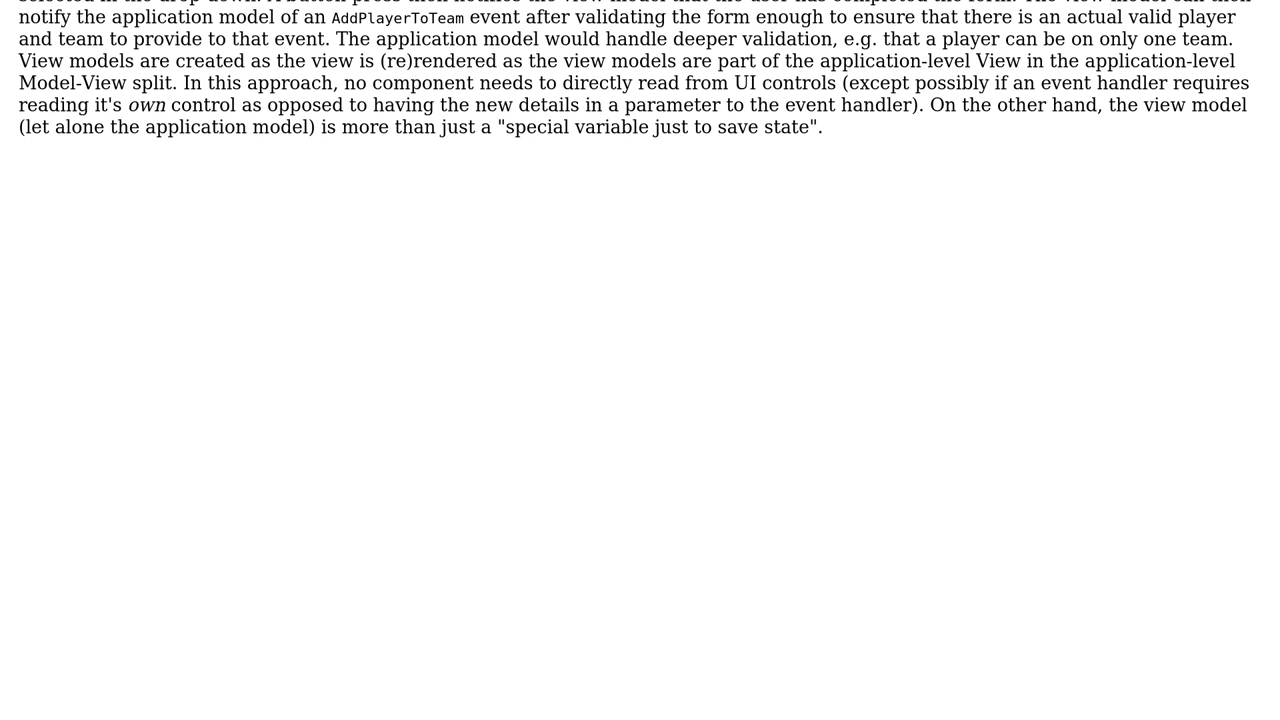 notify the application model of an AddPlayerToTeam event after validating the form enough to ensure that there is an actual valid player
and team to provide to that event. The application model would handle deeper validation, e.g. that a player can be on only one team.
View models are created as the view is (re)rendered as the view models are part of the application-level View in the application-level
Model-View split. In this approach, no component needs to directly read from UI controls (except possibly if an event handler requires
reading it's own control as opposed to having the new details in a parameter to the event handler). On the other hand, the view model
(let alone the application model) is more than just a "special variable just to save state".